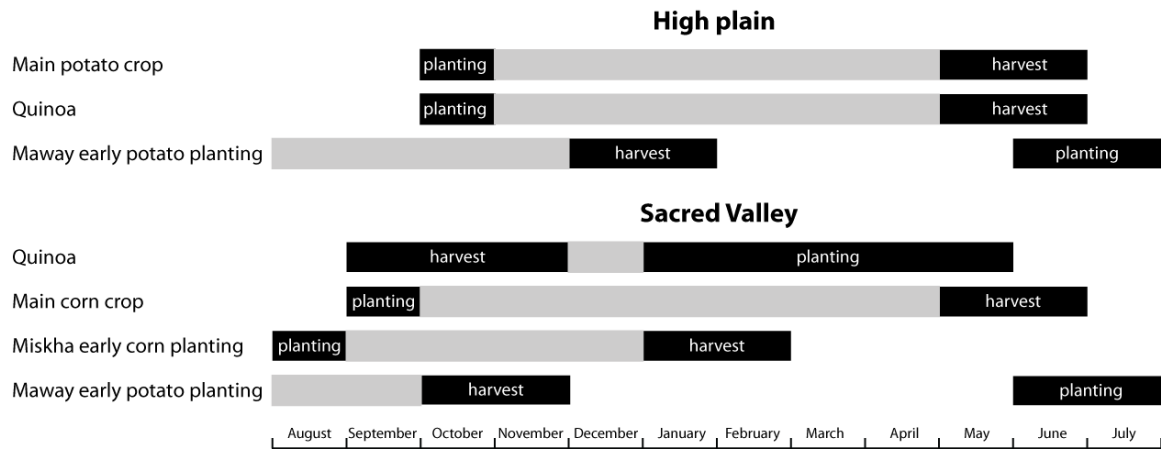 High plain
Main potato crop planting harvest
Quinoa planting harvest
Maway early potato planting harvest planting
Sacred Valley
Quinoa harvest planting
Main corn crop planting harvest
Miskha early corn planting planting harvest
Maway early potato planting harvest planting
August September October November December January February March April May June July